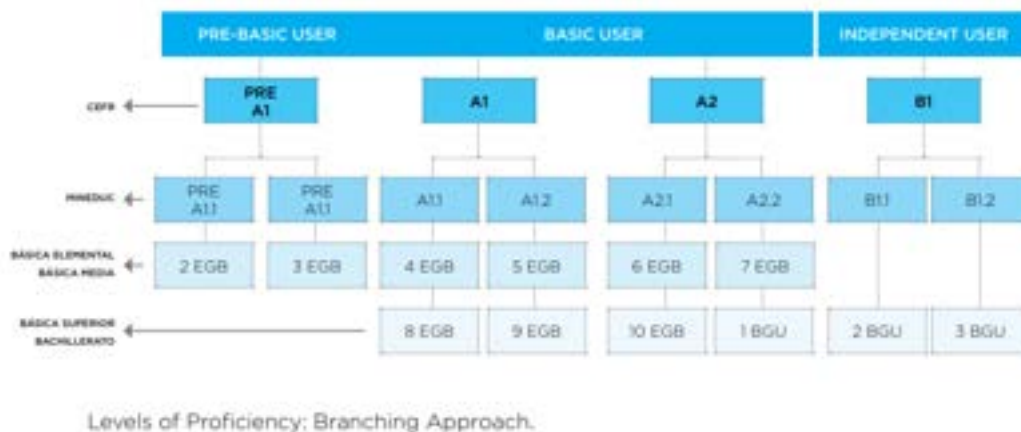 PRE-BASIC USER BASIC USER INDEPENDENT USER
CEFR PRE A1 A1 A2 B1
MINEDUC PRE A1.1 PRE A1.1 A1.1 A1.2 A2.1 A2.2 B1.1 B1.2
BÁSICA ELEMENTAL
BÁSICA MEDIA
2 EGB 3 EGB 4 EGB 5 EGB 6 EGB 7 EGB
BÁSICA SUPERIOR
BACHILLERATO
8 EGB 9 EGB 10 EGB 1 BGU 2 BGU 3 BGU
Levels of Proficiency: Branching Approach.